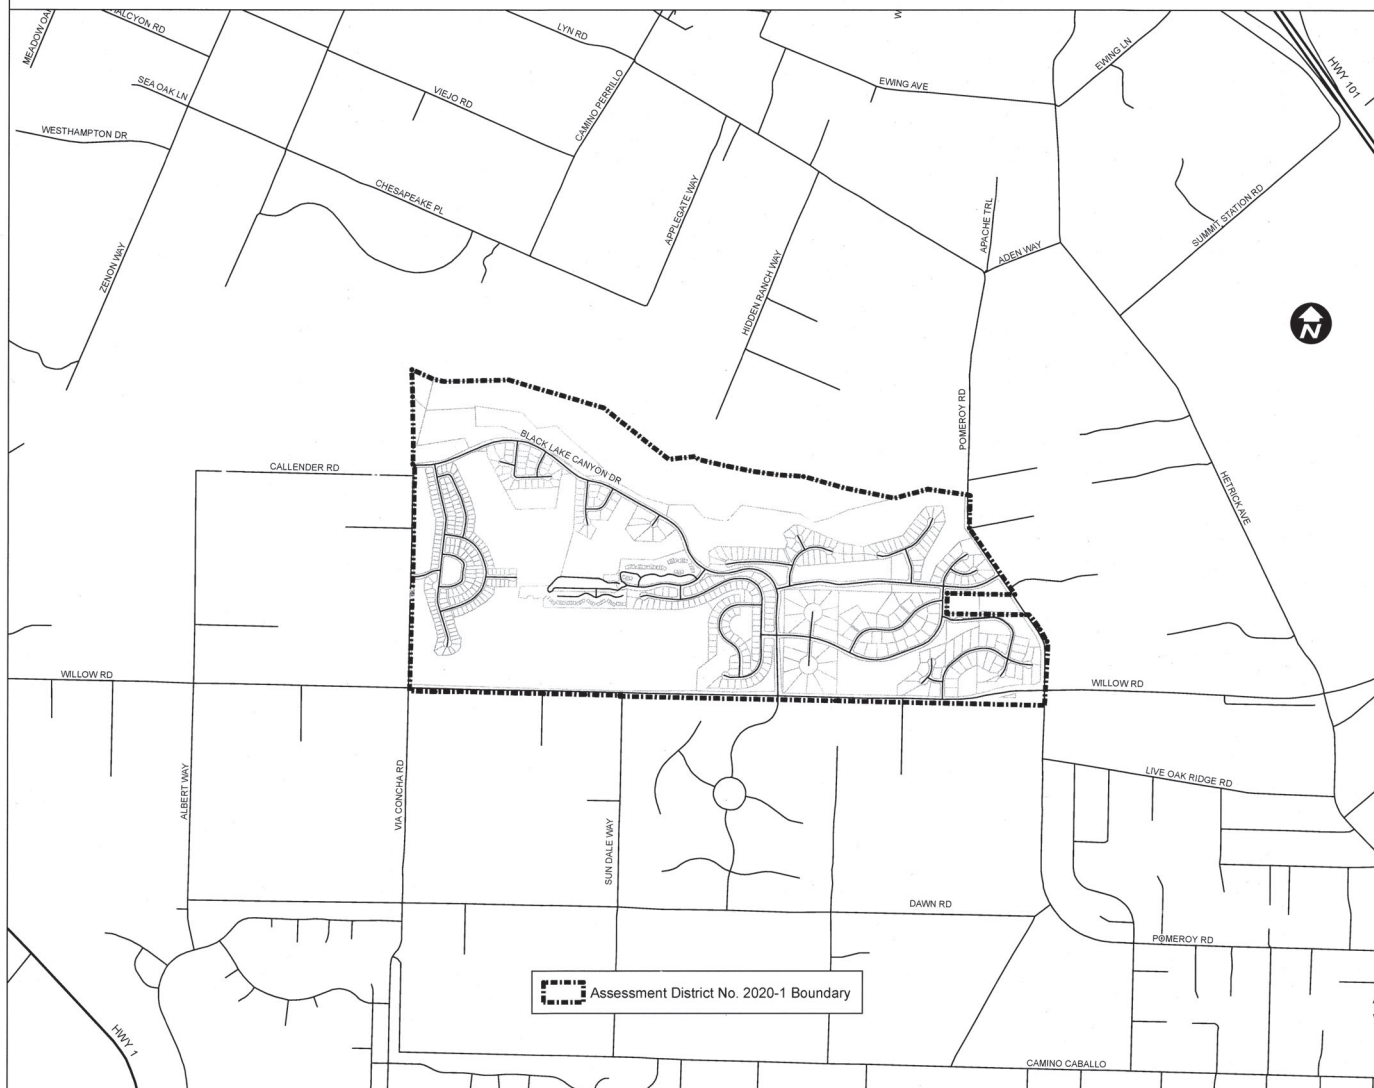 MEADOW OA
HALCYON RD
LYN RD
W
EWING AVE
EWING LN
HWY 101
SEA OAK LN
VIEJO RD
CAMINO PERRILLO
WESTHAMPTON DR
CHESAPEAKE PL
APPLEGATE WAY
APACHE TRL
ADEN WAY
SUMMIT STATION RD
ZENON WAY
HIDDEN RANCH WAY
N
POMEROY RD
BLACK LAKE CANYON DR
CALLENDER RD
HETRICK AVE
WILLOW RD
WILLOW RD
ALBERT WAY
VIA CONCHA RD
SUN DALE WAY
LIVE OAK RIDGE RD
DAWN RD
POMEROY RD
Assessment District No. 2020-1 Boundary
HWY 1
CAMINO CABALLO